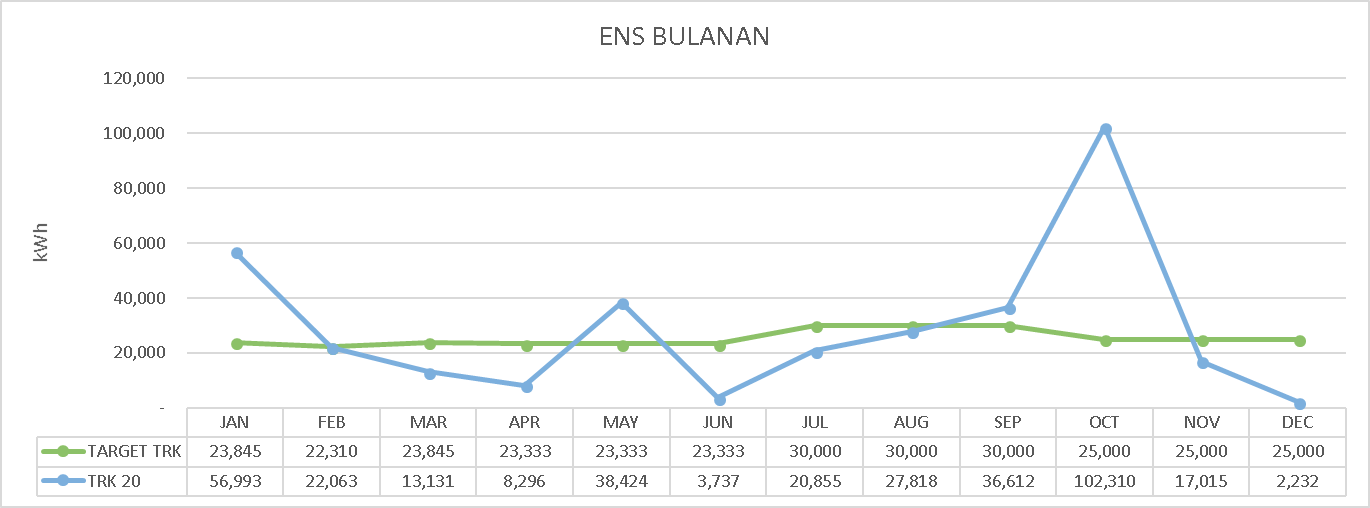 ENS BULANAN
120,000
100,000
80,000
60,000
40,000
20,000
-
kWh
JAN FEB MAR APR MAY JUN JUL AUG SEP OCT NOV DEC
TARGET TRK 23,845 22,310 23,845 23,333 23,333 23,333 30,000 30,000 30,000 25,000 25,000 25,000
TRK 20 56,993 22,063 13,131 8,296 38,424 3,737 20,855 27,818 36,612 102,310 17,015 2,232